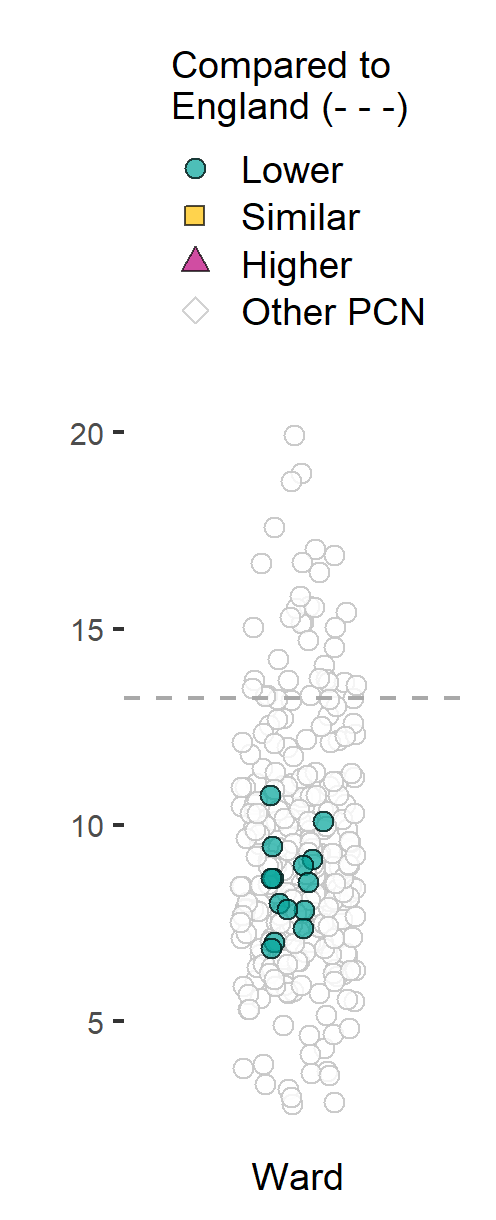 Compared to
England (- - -)
Lower
Similar
Higher
Other PCN
20
15
10
5
Ward